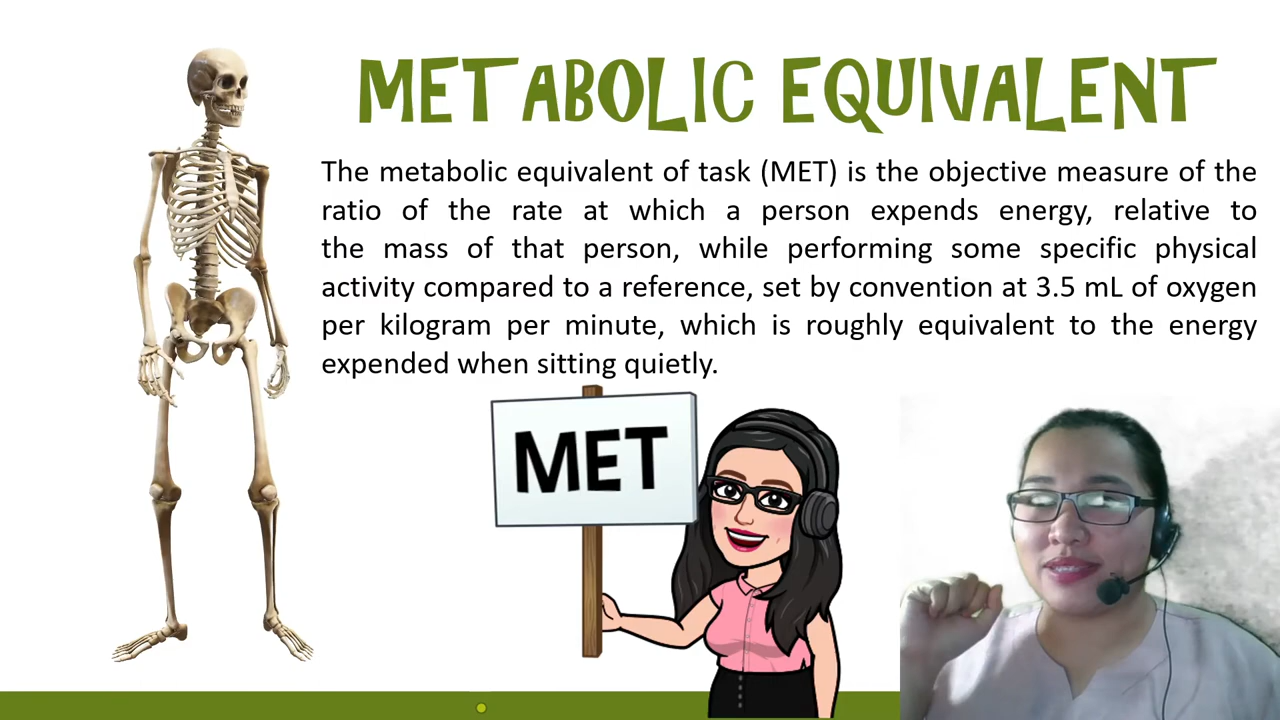 METABOLIC EQUIVALENT
The metabolic equivalent of task (MET) is the objective measure of the
ratio of the rate at which a person expends energy, relative to
the mass of that person, while performing some specific physical
activity compared to a reference, set by convention at 3.5 mL of oxygen
per kilogram per minute, which is roughly equivalent to the energy
expended when sitting quietly.
MET